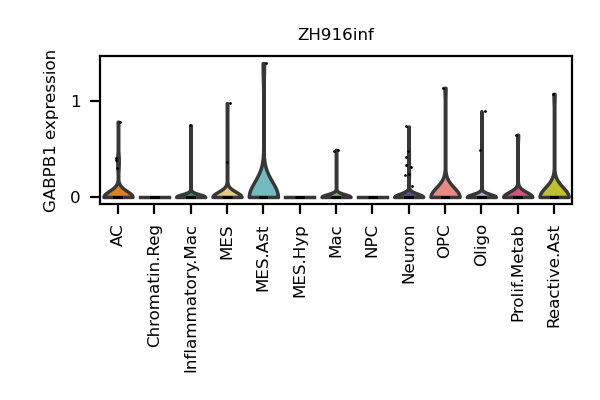 ZH916inf
GABPB1 expression
1
0
AC
Chromatin.Reg
Inflammatory.Mac
MES
MES.Ast
MES.Hyp
Mac
NPC
Neuron
OPC
Oligo
Prolif.Metab
Reactive.Ast